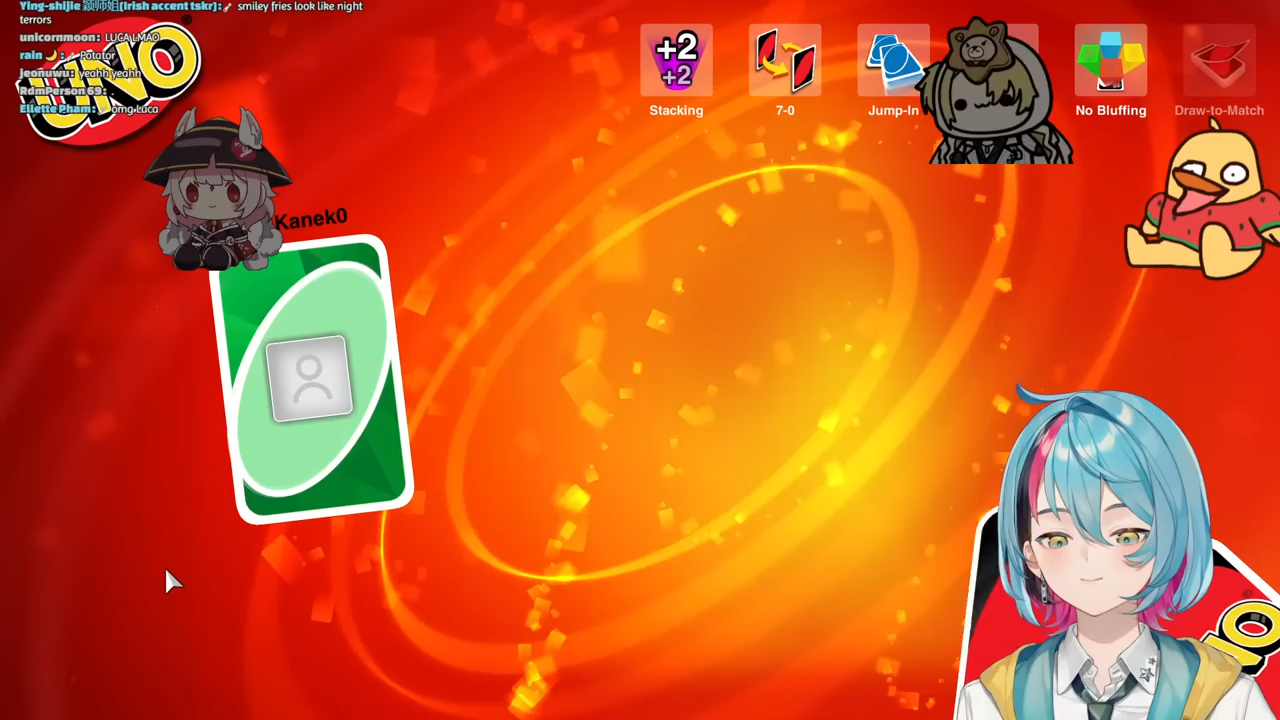 Ying-shijie 颖师姐[Irish accent tskr]: smiley fries look like night
terrors
unicornmoon: LUCA LMAO
rain🌙: Potator
jeonuwu: yeahh yeahh
RdmPerson 69: .
Ellette Pham: omg Luca
UNO
+2
+2
Stacking
7-0
Jump-In
No Bluffing
Draw-to-Match
Kanek0